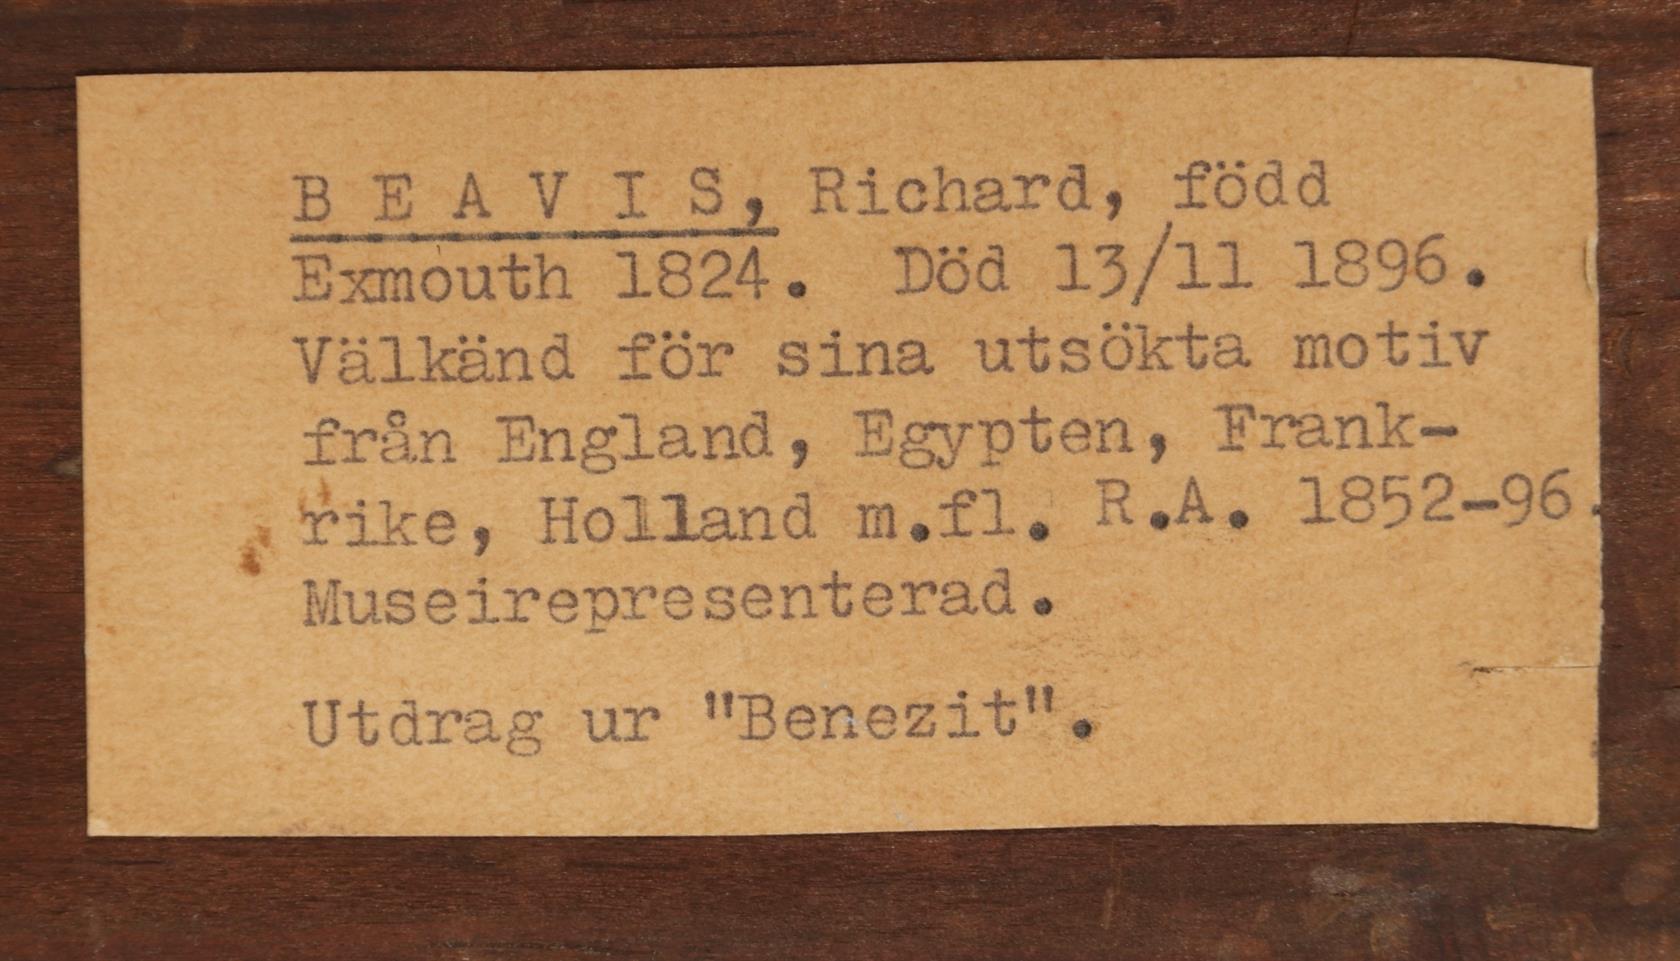 B E A V I S, Richard, född
Exmouth 1824. Död 13/11 1896.
Välkänd för sina utsökta motiv
från England, Egypten, Frank-
rike, Holland m.fl. R.A. 1852-96.
Museirepresenterad.
Utdrag ur "Benezit".